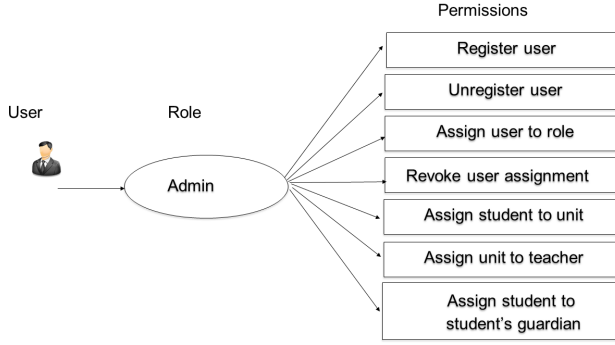 Permissions
Register user
Unregister user
User
Role
Assign user to role
Admin
Revoke user assignment
Assign student to unit
Assign unit to teacher
Assign student to
student's guardian